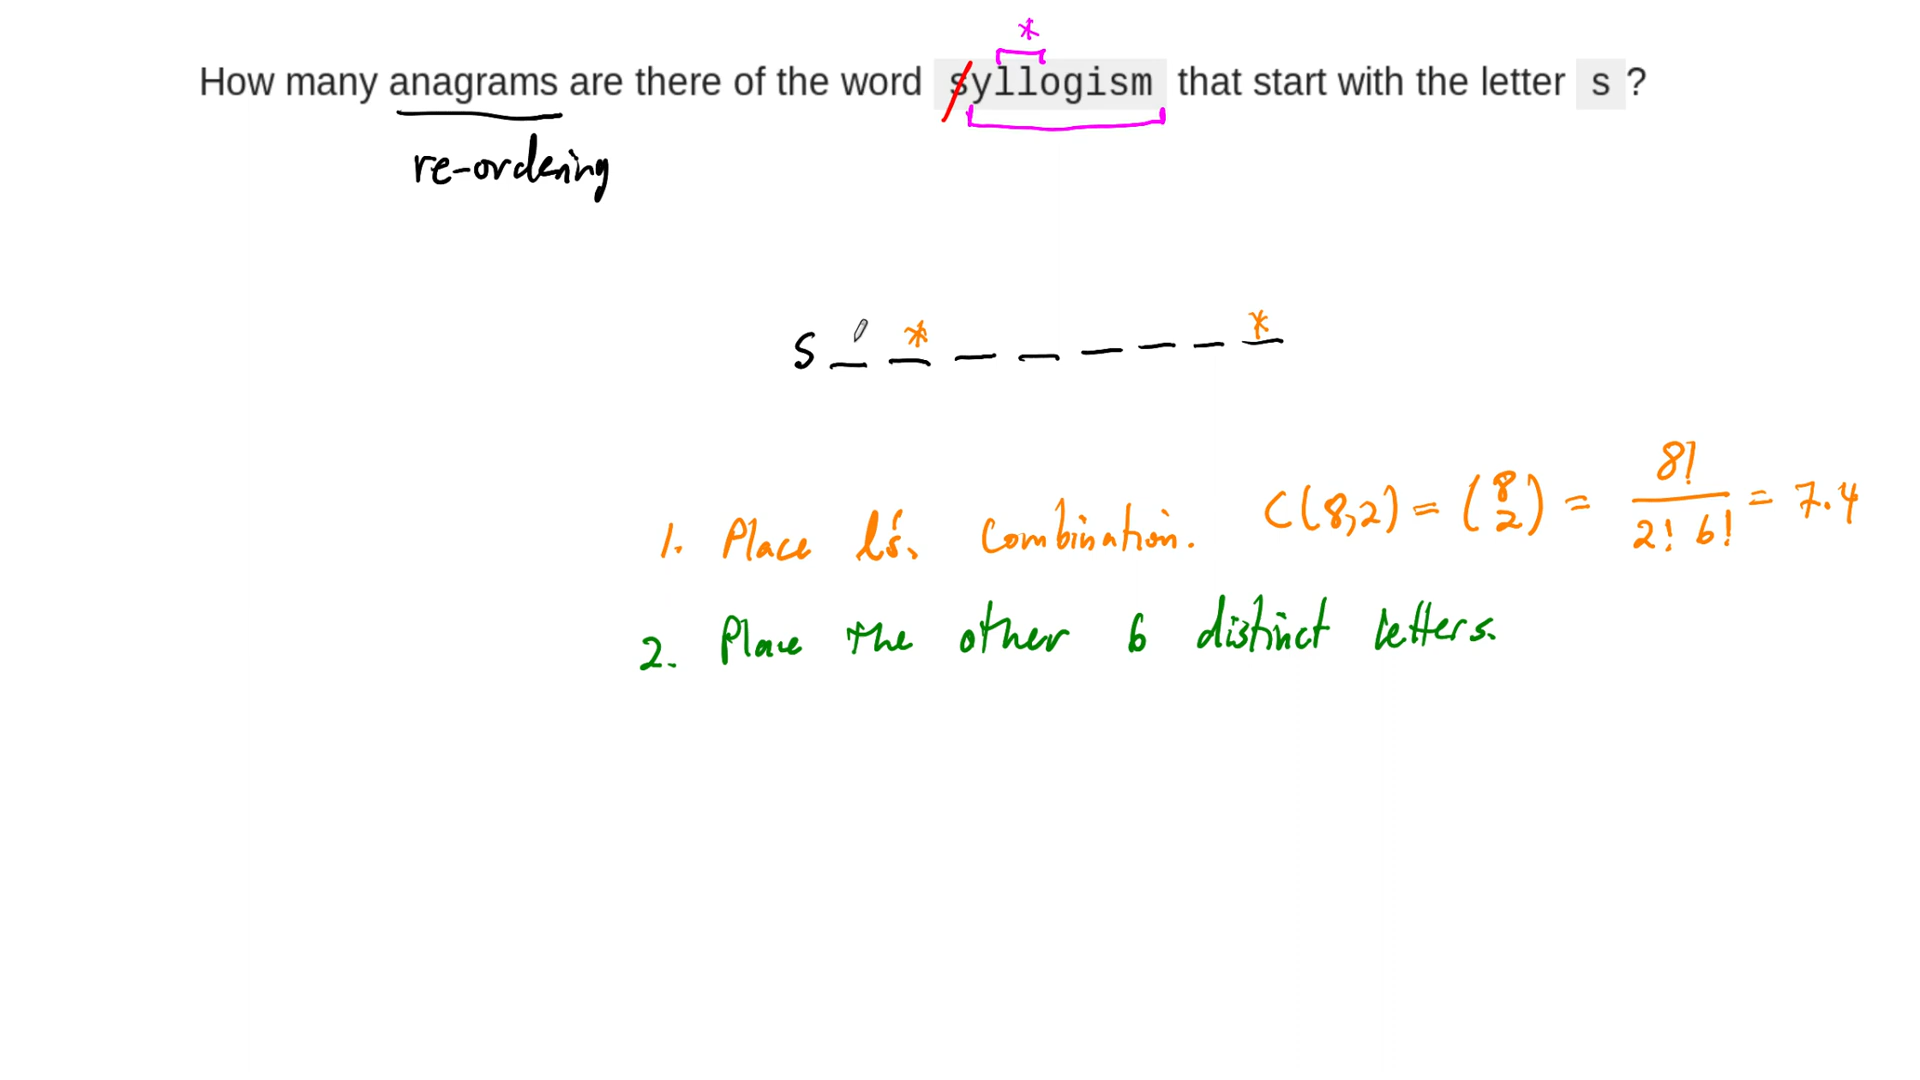 *
How many anagrams are there of the word syllogism that start with the letter s ?
re-ordering
s _ * _ _ _ _ _ _ *
1. Place l's. Combination. C(8,2) = (8 2) = 8! / 2! 6! = 7.4
2. Place the other 6 distinct letters.